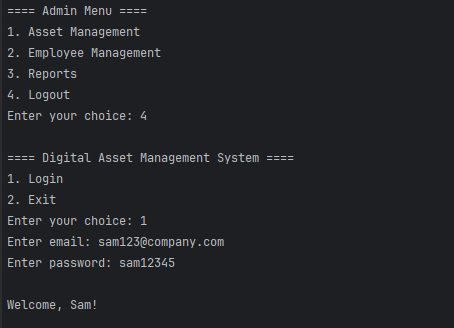 ==== Admin Menu ====
1. Asset Management
2. Employee Management
3. Reports
4. Logout
Enter your choice: 4
==== Digital Asset Management System ====
1. Login
2. Exit
Enter your choice: 1
Enter email: sam123@company.com
Enter password: sam12345
Welcome, Sam!